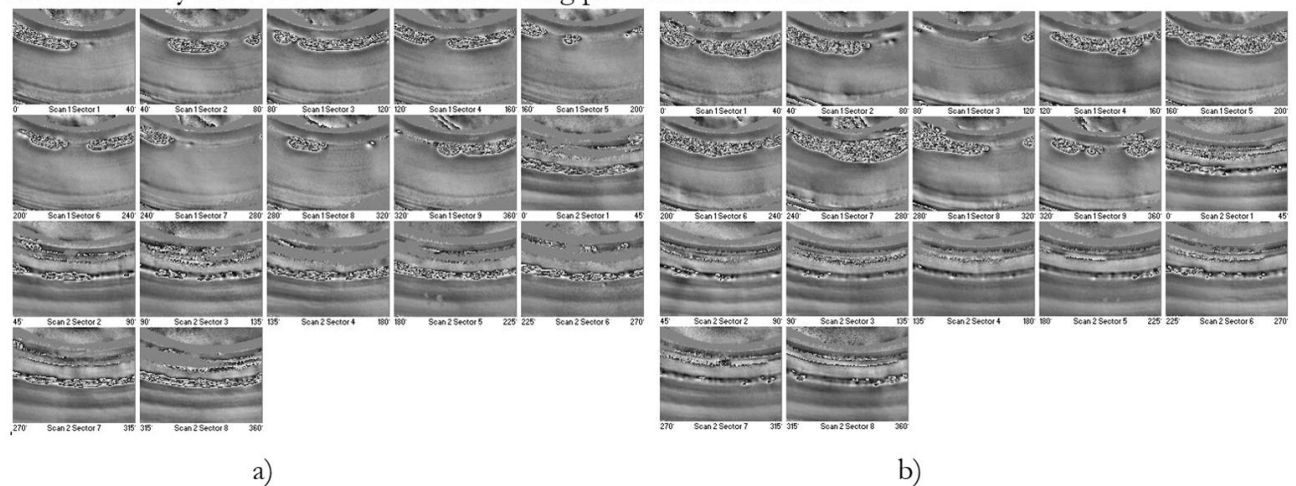 0' Scan 1 Sector 1 40' 40' Scan 1 Sector 2 80' 80' Scan 1 Sector 3 120' 120' Scan 1 Sector 4 160' 160' Scan 1 Sector 5 200'
200' Scan 1 Sector 6 240' 240' Scan 1 Sector 7 280' 280' Scan 1 Sector 8 320' 320' Scan 1 Sector 9 360' 0' Scan 2 Sector 1 45'
45' Scan 2 Sector 2 90' 90' Scan 2 Sector 3 135' 135' Scan 2 Sector 4 180' 180' Scan 2 Sector 5 225' 225' Scan 2 Sector 6 270'
270' Scan 2 Sector 7 315' 315' Scan 2 Sector 8 360'
a)
0' Scan 1 Sector 1 40' 40' Scan 1 Sector 2 80' 80' Scan 1 Sector 3 120' 120' Scan 1 Sector 4 160' 160' Scan 1 Sector 5 200'
200' Scan 1 Sector 6 240' 240' Scan 1 Sector 7 280' 280' Scan 1 Sector 8 320' 320' Scan 1 Sector 9 360' 0' Scan 2 Sector 1 45'
45' Scan 2 Sector 2 90' 90' Scan 2 Sector 3 135' 135' Scan 2 Sector 4 180' 180' Scan 2 Sector 5 225' 225' Scan 2 Sector 6 270'
270' Scan 2 Sector 7 315' 315' Scan 2 Sector 8 360'
b)